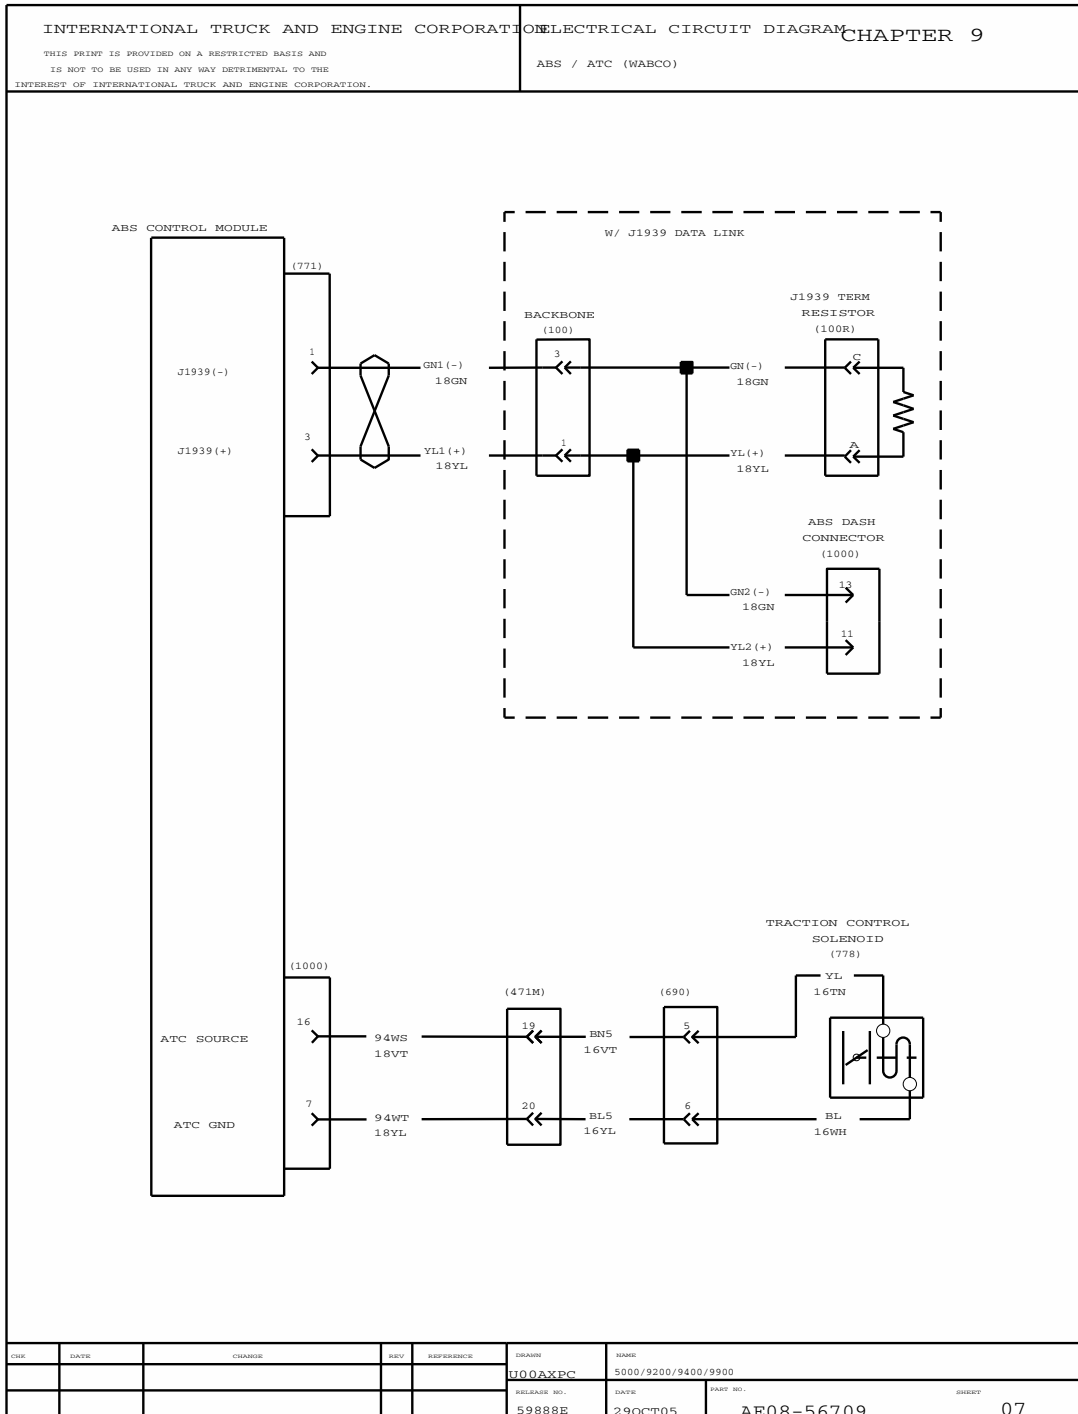 INTERNATIONAL TRUCK AND ENGINE CORPORATION
THIS PRINT IS PROVIDED ON A RESTRICTED BASIS AND
IS NOT TO BE USED IN ANY WAY DETRIMENTAL TO THE
INTEREST OF INTERNATIONAL TRUCK AND ENGINE CORPORATION.
ELECTRICAL CIRCUIT DIAGRAM
ABS / ATC (WABCO)
CHAPTER 9
ABS CONTROL MODULE
(771)
W/ J1939 DATA LINK
BACKBONE
(100)
J1939 TERM
RESISTOR
(100R)
1
J1939(-)
GN1(-)
18GN
3
GN(-)
18GN
C
3
J1939(+)
YL1(+)
18YL
1
YL(+)
18YL
A
ABS DASH
CONNECTOR
(1000)
GN2(-)
18GN
13
YL2(+)
18YL
11
TRACTION CONTROL
SOLENOID
(778)
(1000)
(471M)
(690)
YL
16TN
16
ATC SOURCE
94WS
18VT
19
BN5
16VT
5
7
ATC GND
94WT
18YL
20
BL5
16YL
6
BL
16WH
CHK
DATE
CHANGE
REV
REFERENCE
DRAWN
U00AXPC
NAME
5000/9200/9400/9900
RELEASE NO.
59888E
DATE
29OCT05
PART NO.
AE08-56709
SHEET
07